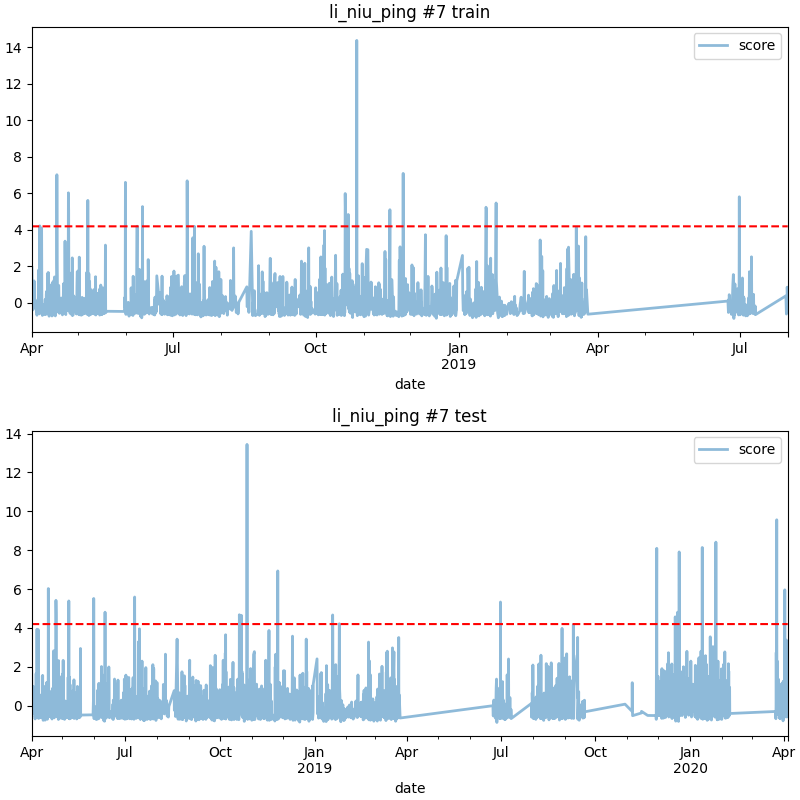 li_niu_ping #7 train
score
14
12
10
8
6
4
2
0
Apr Jul Oct Jan Apr Jul
2019
date
li_niu_ping #7 test
score
14
12
10
8
6
4
2
0
Apr Jul Oct Jan Apr Jul Oct Jan Apr
2019 2020
date